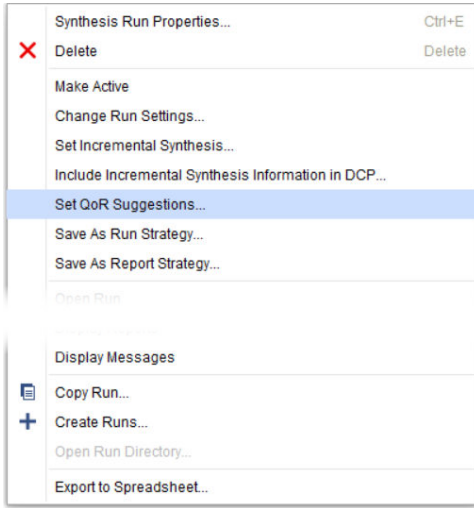 Synthesis Run Properties... Ctrl+E
Delete Delete
Make Active
Change Run Settings...
Set Incremental Synthesis...
Include Incremental Synthesis Information in DCP...
Set QoR Suggestions...
Save As Run Strategy...
Save As Report Strategy...
Open Run
Display Messages
Copy Run...
Create Runs...
Open Run Directory...
Export to Spreadsheet...